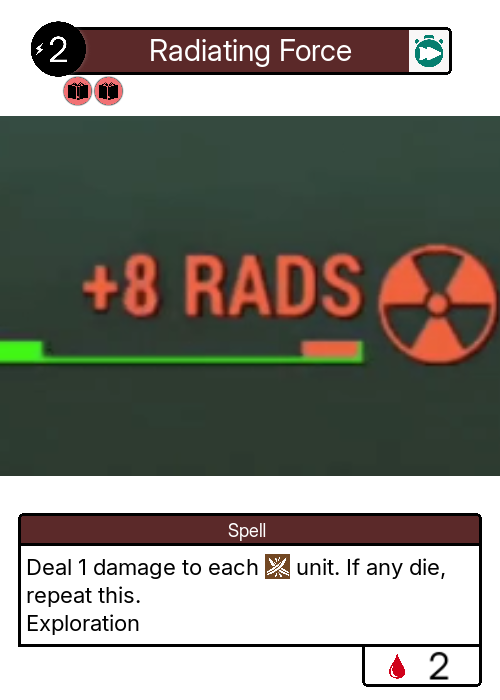 2
Radiating Force
+8 RADS
Spell
Deal 1 damage to each unit. If any die,
repeat this.
Exploration
2